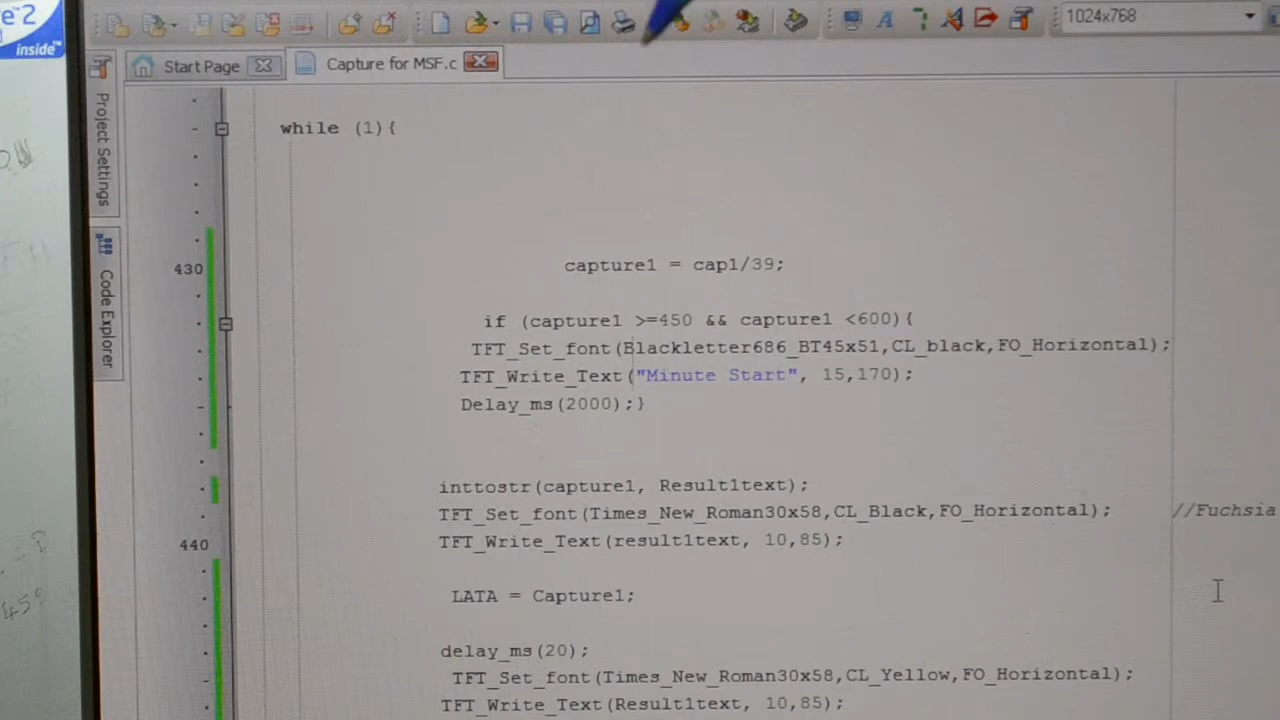 e™2
inside™
1024x768
Start Page
Capture for MSF.c
Project Settings
Code Explorer
while (1){
430
capture1 = cap1/39;
if (capture1 >=450 && capture1 <600){
TFT_Set_font(Blackletter686_BT45x51,CL_black,FO_Horizontal);
TFT_Write_Text("Minute Start", 15,170);
Delay_ms(2000);}
inttostr(capture1, Result1text);
TFT_Set_font(Times_New_Roman30x58,CL_Black,FO_Horizontal); //Fuchsia
440
TFT_Write_Text(result1text, 10,85);
LATA = Capture1;
delay_ms(20);
TFT_Set_font(Times_New_Roman30x58,CL_Yellow,FO_Horizontal);
TFT_Write_Text(Result1text, 10,85);